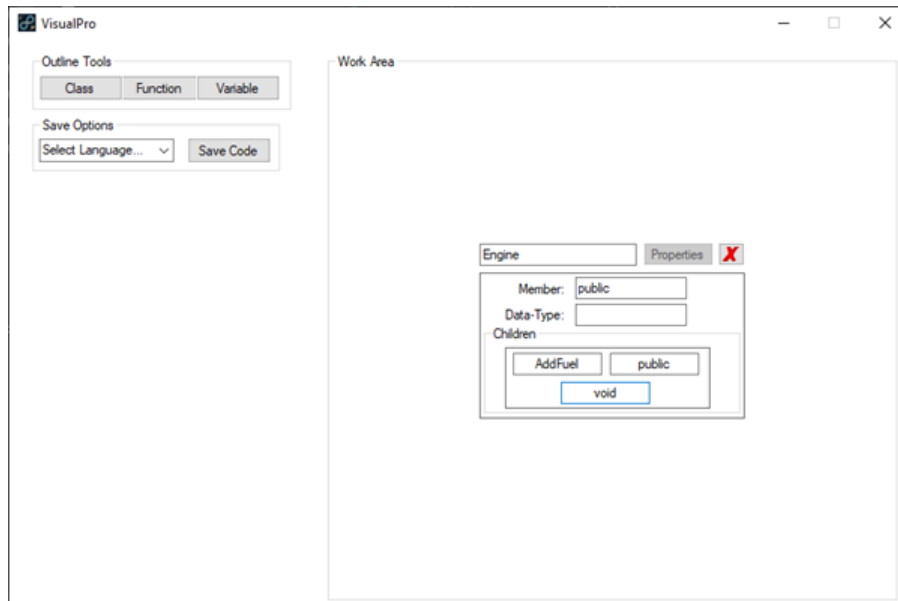 VisualPro
Outline Tools
Class Function Variable
Save Options
Select Language... Save Code
Work Area
Engine Properties X
Member: public
Data-Type:
Children
AddFuel public
void